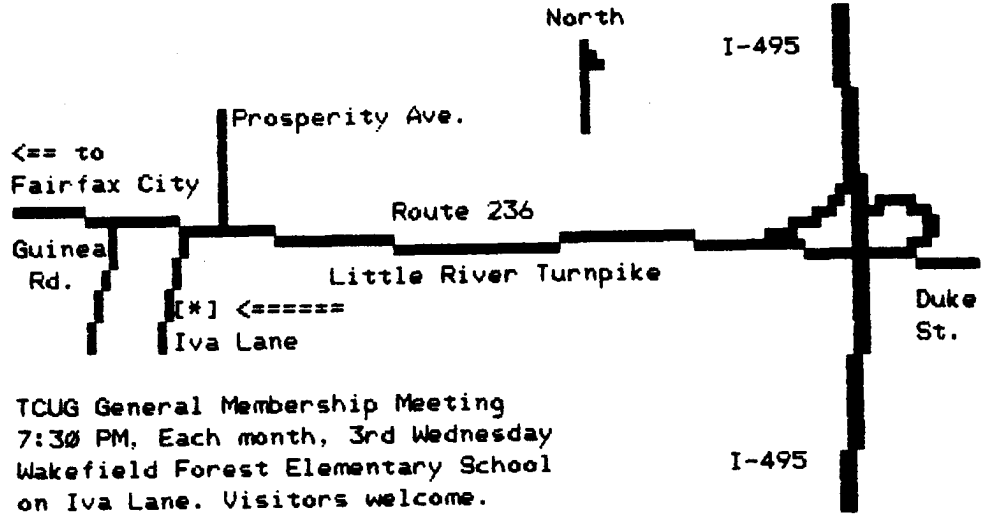 North
I-495
Prosperity Ave.
<== to
Fairfax City
Route 236
Guinea
Rd.
Little River Turnpike
[*] <======
Iva Lane
Duke
St.
TCUG General Membership Meeting
7:30 PM, Each month, 3rd Wednesday
Wakefield Forest Elementary School
on Iva Lane. Visitors welcome.
I-495